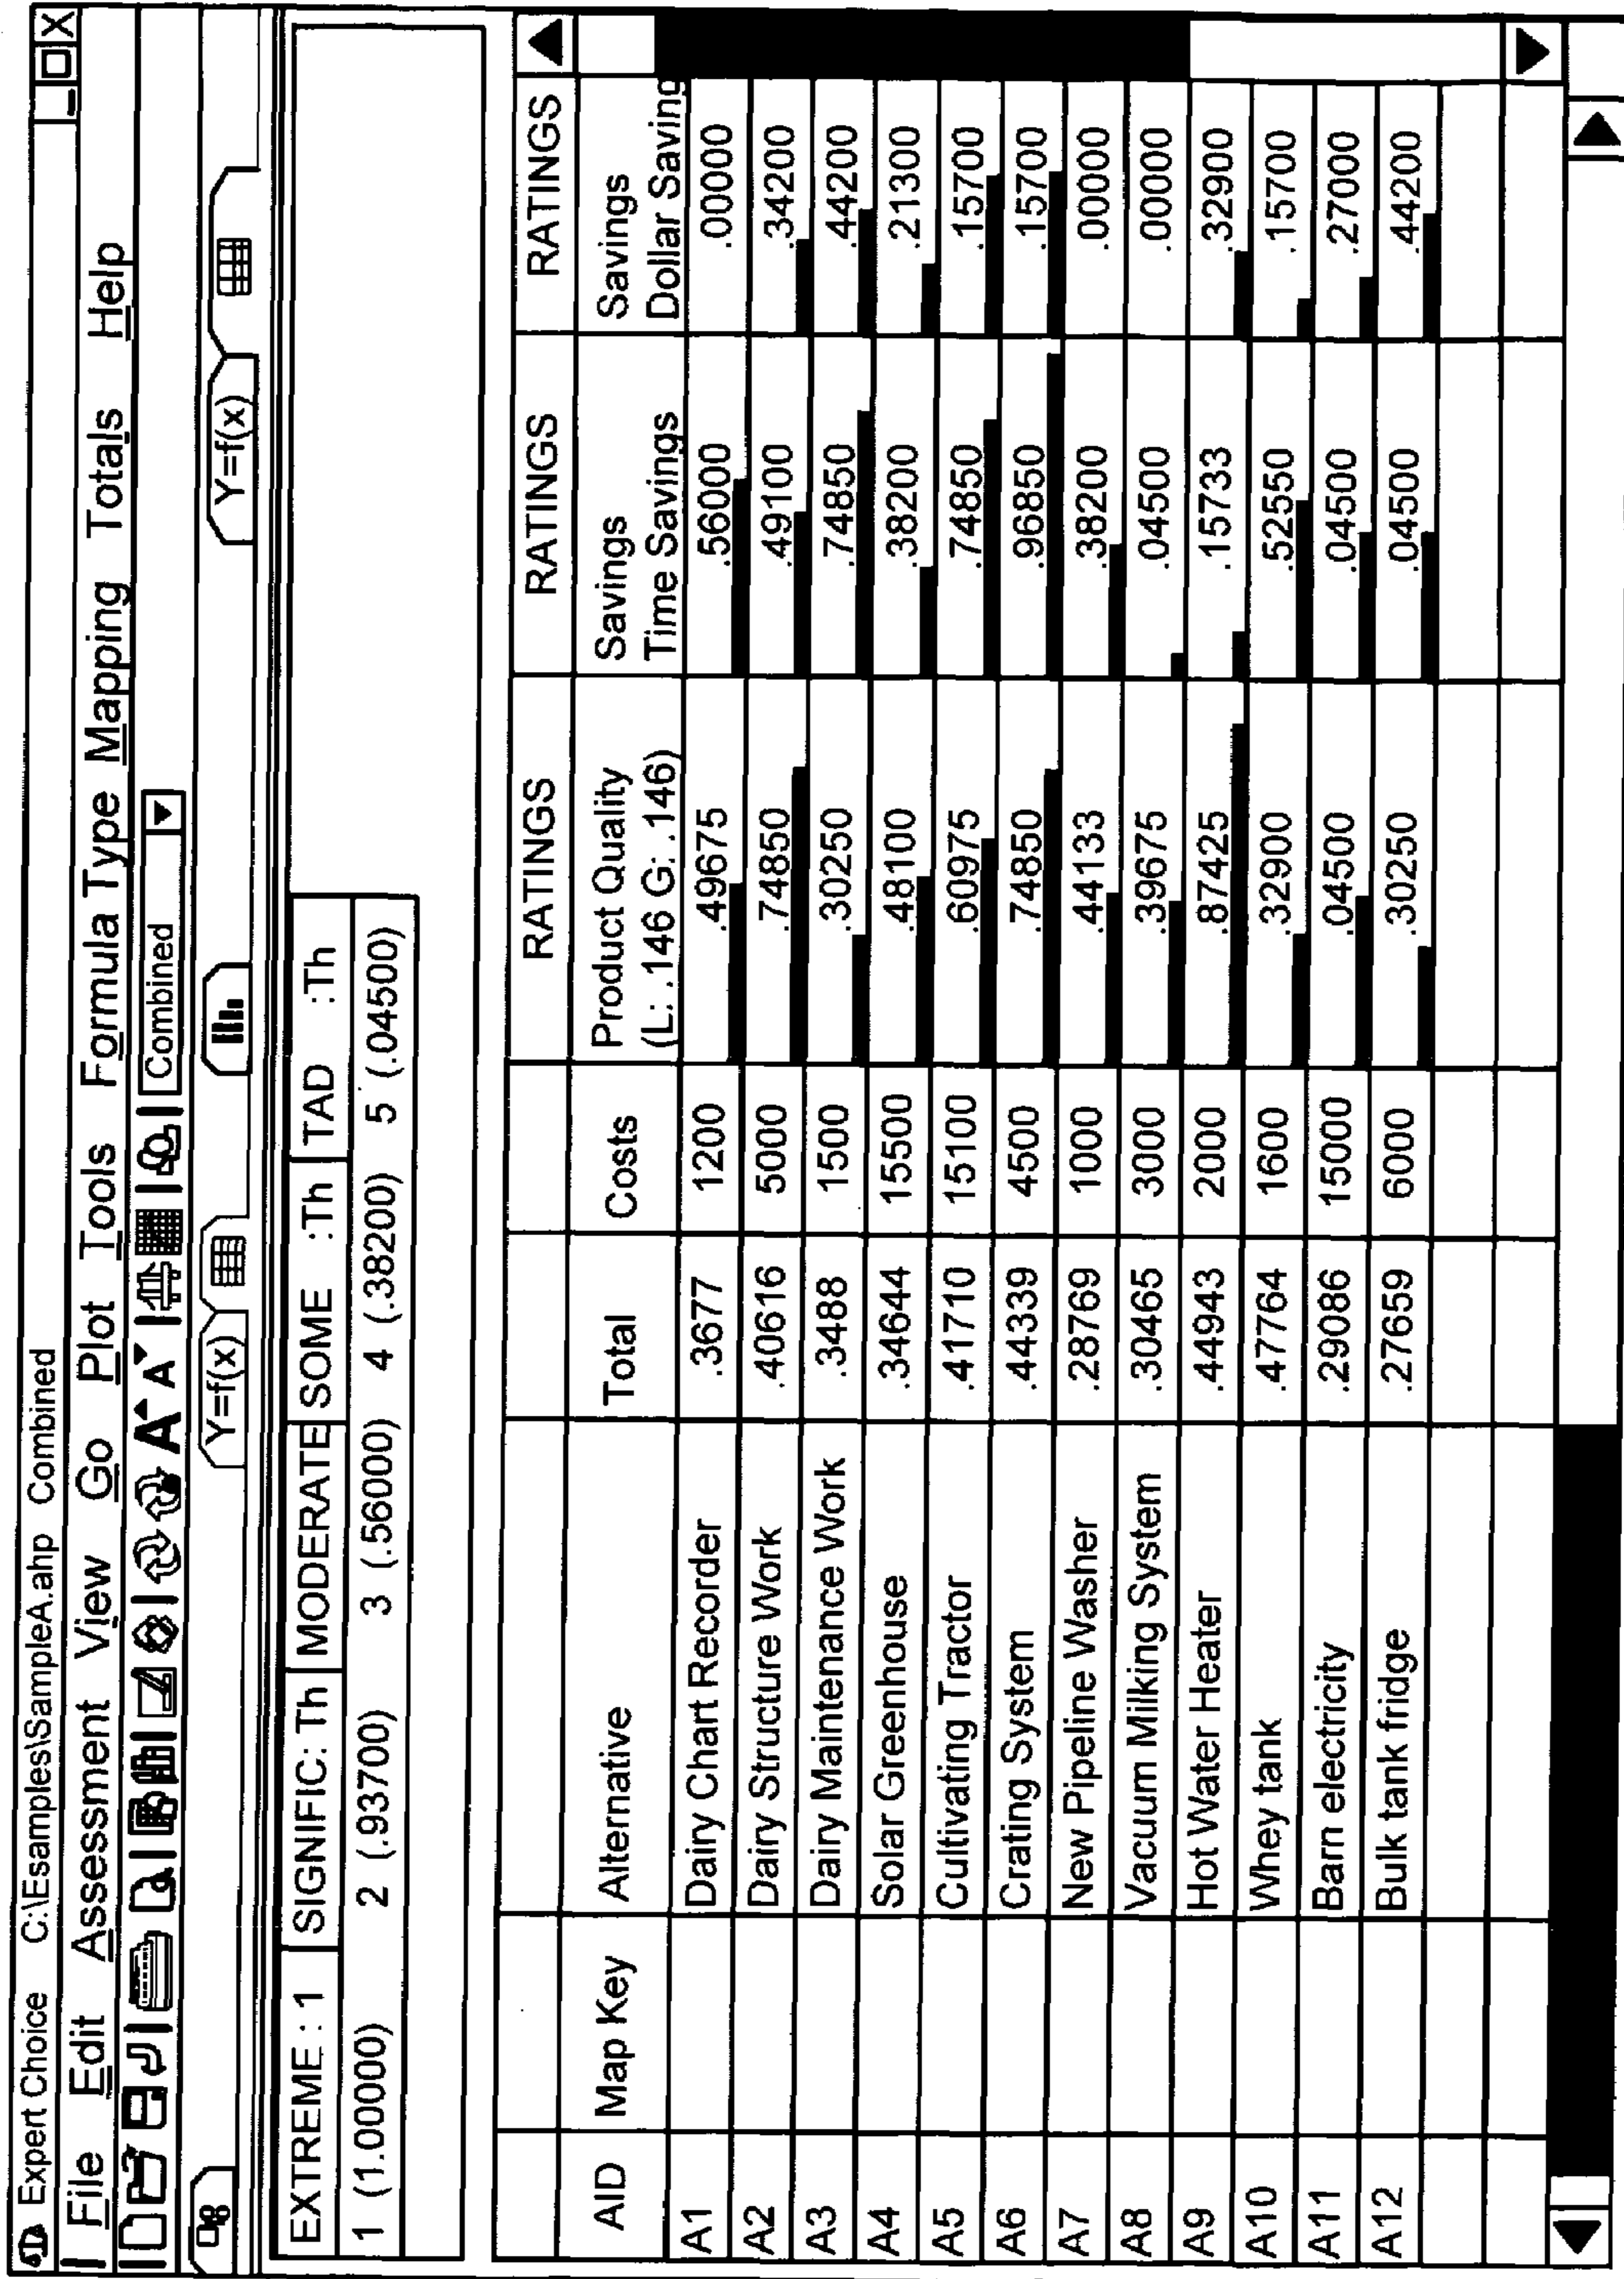 Expert Choice C:\Esamples\SampleA.ahp Combined
File Edit Assessment View Go Plot Tools Formula Type Mapping Totals Help
A A Combined
Y=f(x) Y=f(x)
EXTREME : 1 SIGNIFIC: Th MODERATE SOME :Th TAD :Th
1 (1.00000) 2 (.93700) 3 (.56000) 4 (.38200) 5 (.04500)
RATINGS RATINGS RATINGS
AID Map Key Alternative Total Costs Product Quality (L: .146 G: .146) Savings Time Savings Savings Dollar Saving
A1 Dairy Chart Recorder .3677 1200 .49675 .56000 .00000
A2 Dairy Structure Work .40616 5000 .74850 .49100 .34200
A3 Dairy Maintenance Work .3488 1500 .30250 .74850 .44200
A4 Solar Greenhouse .34644 15500 .48100 .38200 .21300
A5 Cultivating Tractor .41710 15100 .60975 .74850 .15700
A6 Crating System .44339 4500 .74850 .96850 .15700
A7 New Pipeline Washer .28769 1000 .44133 .38200 .00000
A8 Vacuum Milking System .30465 3000 .39675 .04500 .00000
A9 Hot Water Heater .44943 2000 .87425 .15733 .32900
A10 Whey tank .47764 1600 .32900 .52550 .15700
A11 Barn electricity .29086 15000 .04500 .04500 .27000
A12 Bulk tank fridge .27659 6000 .30250 .04500 .44200